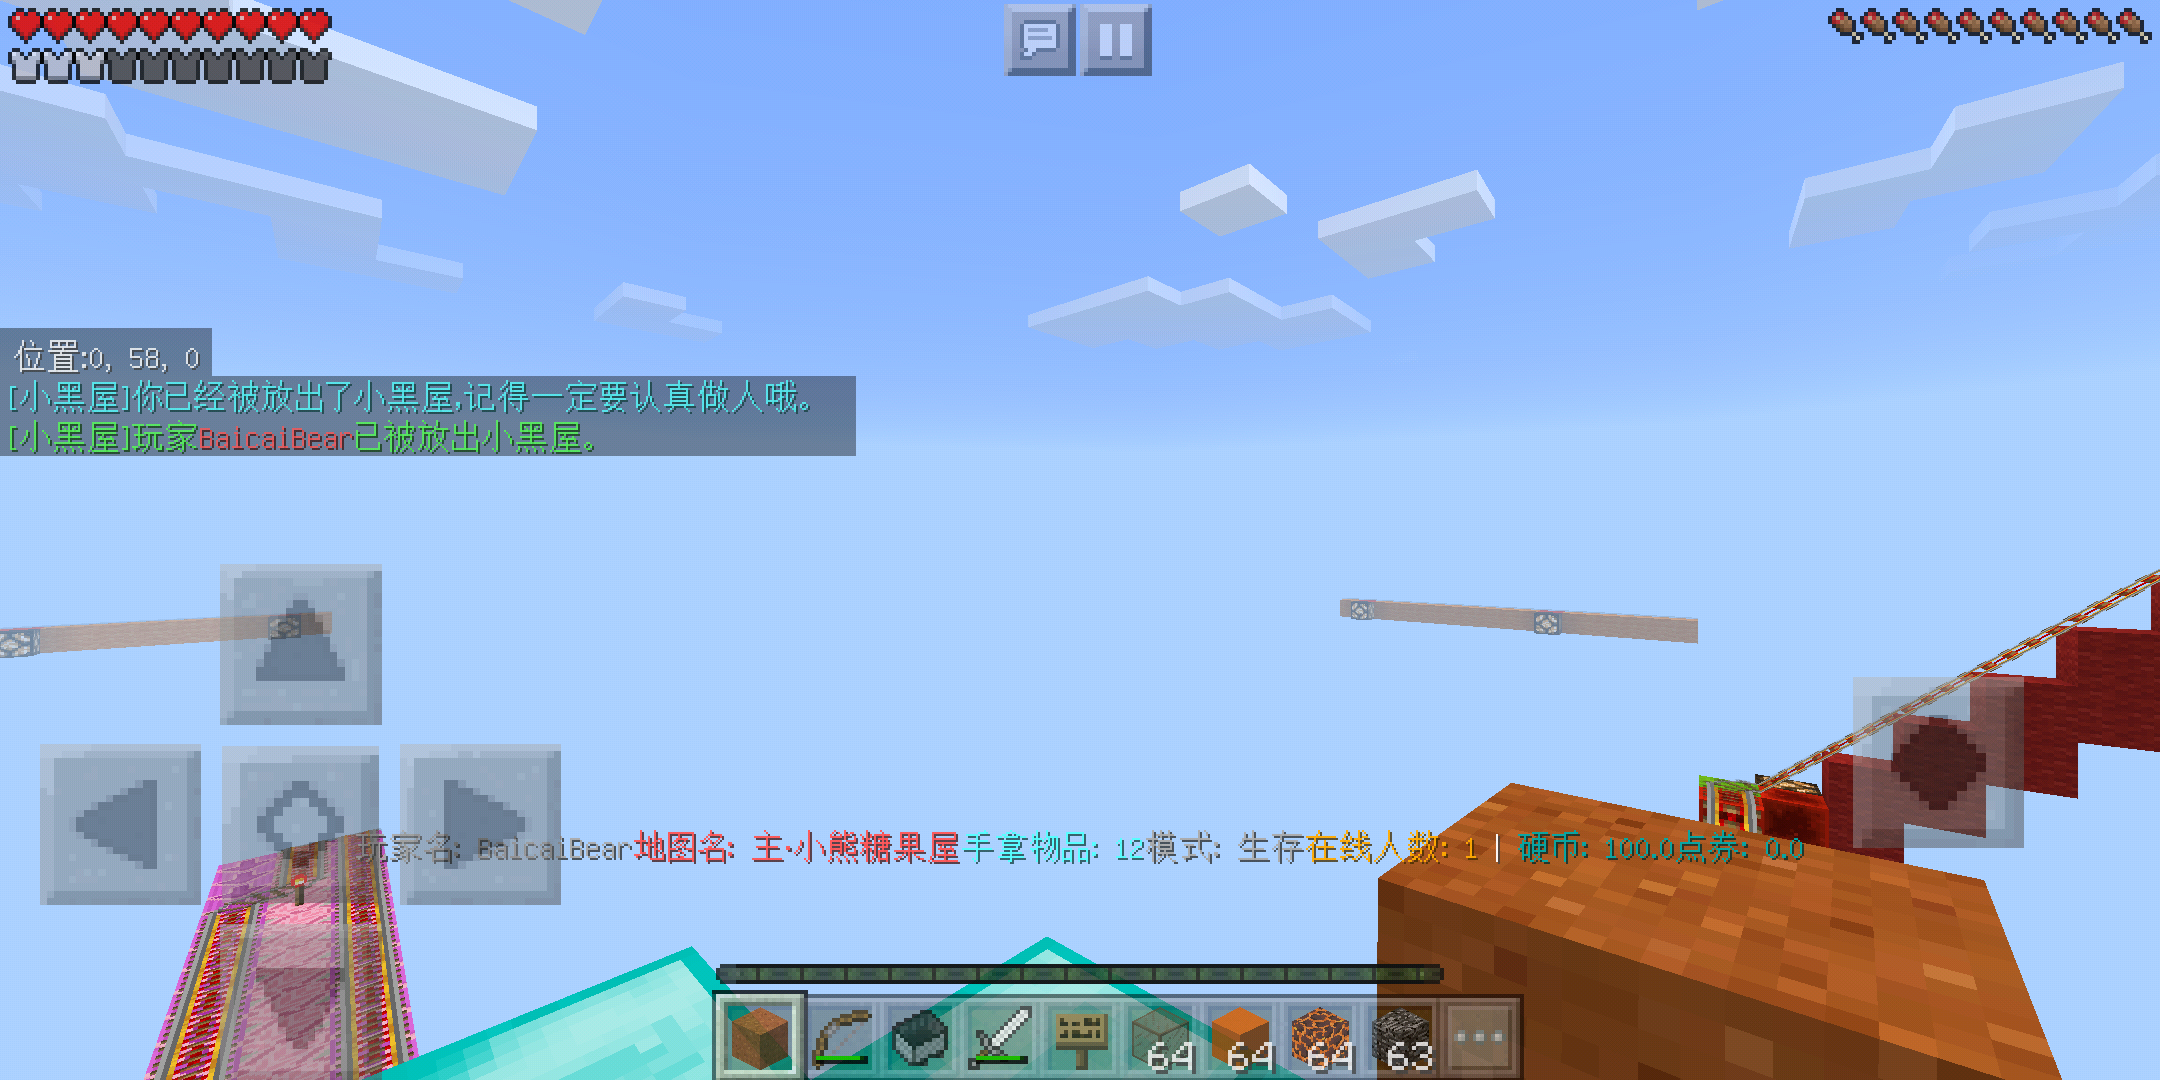 位置:0, 58, 0
[小黑屋]你已经被放出了小黑屋,记得一定要认真做人哦。
[小黑屋]玩家BaicaiBear已被放出小黑屋。
玩家名: BaicaiBear地图名: 主·小熊糖果屋手拿物品: 12模式: 生存在线人数: 1 | 硬币: 100.0点券: 0.0
64 64 64 63